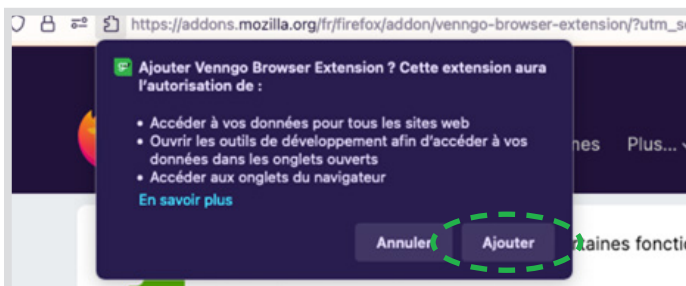 https://addons.mozilla.org/fr/firefox/addon/venngo-browser-extension/?utm_s
Ajouter Venngo Browser Extension ? Cette extension aura
l'autorisation de :
• Accéder à vos données pour tous les sites web
• Ouvrir les outils de développement afin d'accéder à vos
données dans les onglets ouverts
• Accéder aux onglets du navigateur
En savoir plus
Plus...
Annuler Ajouter